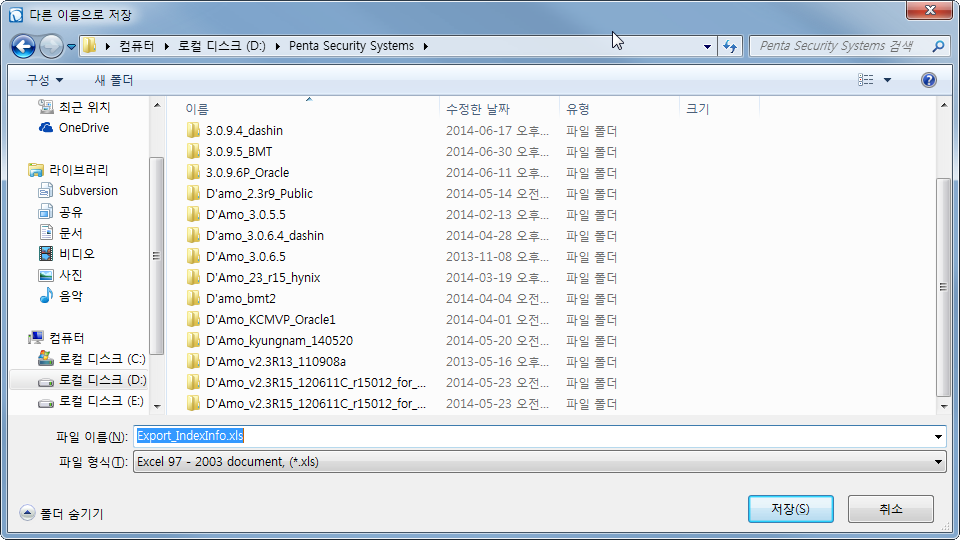 다른 이름으로 저장
컴퓨터 로컬 디스크 (D:) Penta Security Systems Penta Security Systems 검색
구성 새 폴더
최근 위치
OneDrive
라이브러리
Subversion
공유
문서
비디오
사진
음악
컴퓨터
로컬 디스크 (C:)
로컬 디스크 (D:)
로컬 디스크 (E:)
이름 수정한 날짜 유형 크기
3.0.9.4_dashin 2014-06-17 오후... 파일 폴더
3.0.9.5_BMT 2014-06-30 오후... 파일 폴더
3.0.9.6P_Oracle 2014-06-11 오후... 파일 폴더
D'amo_2.3r9_Public 2014-05-14 오전... 파일 폴더
D'Amo_3.0.5.5 2014-02-13 오후... 파일 폴더
D'amo_3.0.6.4_dashin 2014-04-28 오후... 파일 폴더
D'Amo_3.0.6.5 2013-11-08 오후... 파일 폴더
D'Amo_23_r15_hynix 2014-03-19 오후... 파일 폴더
D'amo_bmt2 2014-04-04 오전... 파일 폴더
D'Amo_KCMVP_Oracle1 2014-04-01 오전... 파일 폴더
D'Amo_kyungnam_140520 2014-05-20 오전... 파일 폴더
D'Amo_v2.3R13_110908a 2013-05-16 오후... 파일 폴더
D'Amo_v2.3R15_120611C_r15012_for_... 2014-05-23 오전... 파일 폴더
D'Amo_v2.3R15_120611C_r15012_for_... 2014-05-23 오전... 파일 폴더
파일 이름(N): Export_IndexInfo.xls
파일 형식(T): Excel 97 - 2003 document, (*.xls)
폴더 숨기기 저장(S) 취소